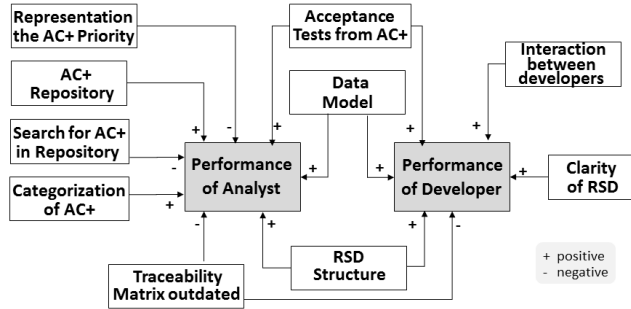 Representation
the AC+ Priority
Acceptance
Tests from AC+
Interaction
between
developers
AC+
Repository
Data
Model
Search for AC+
in Repository
+
-
+
+
+
-
+
+
+
Performance
of Analyst
Performance
of Developer
Clarity
of RSD
Categorization
of AC+
+
-
+
+
-
RSD
Structure
Traceability
Matrix outdated
+ positive
- negative